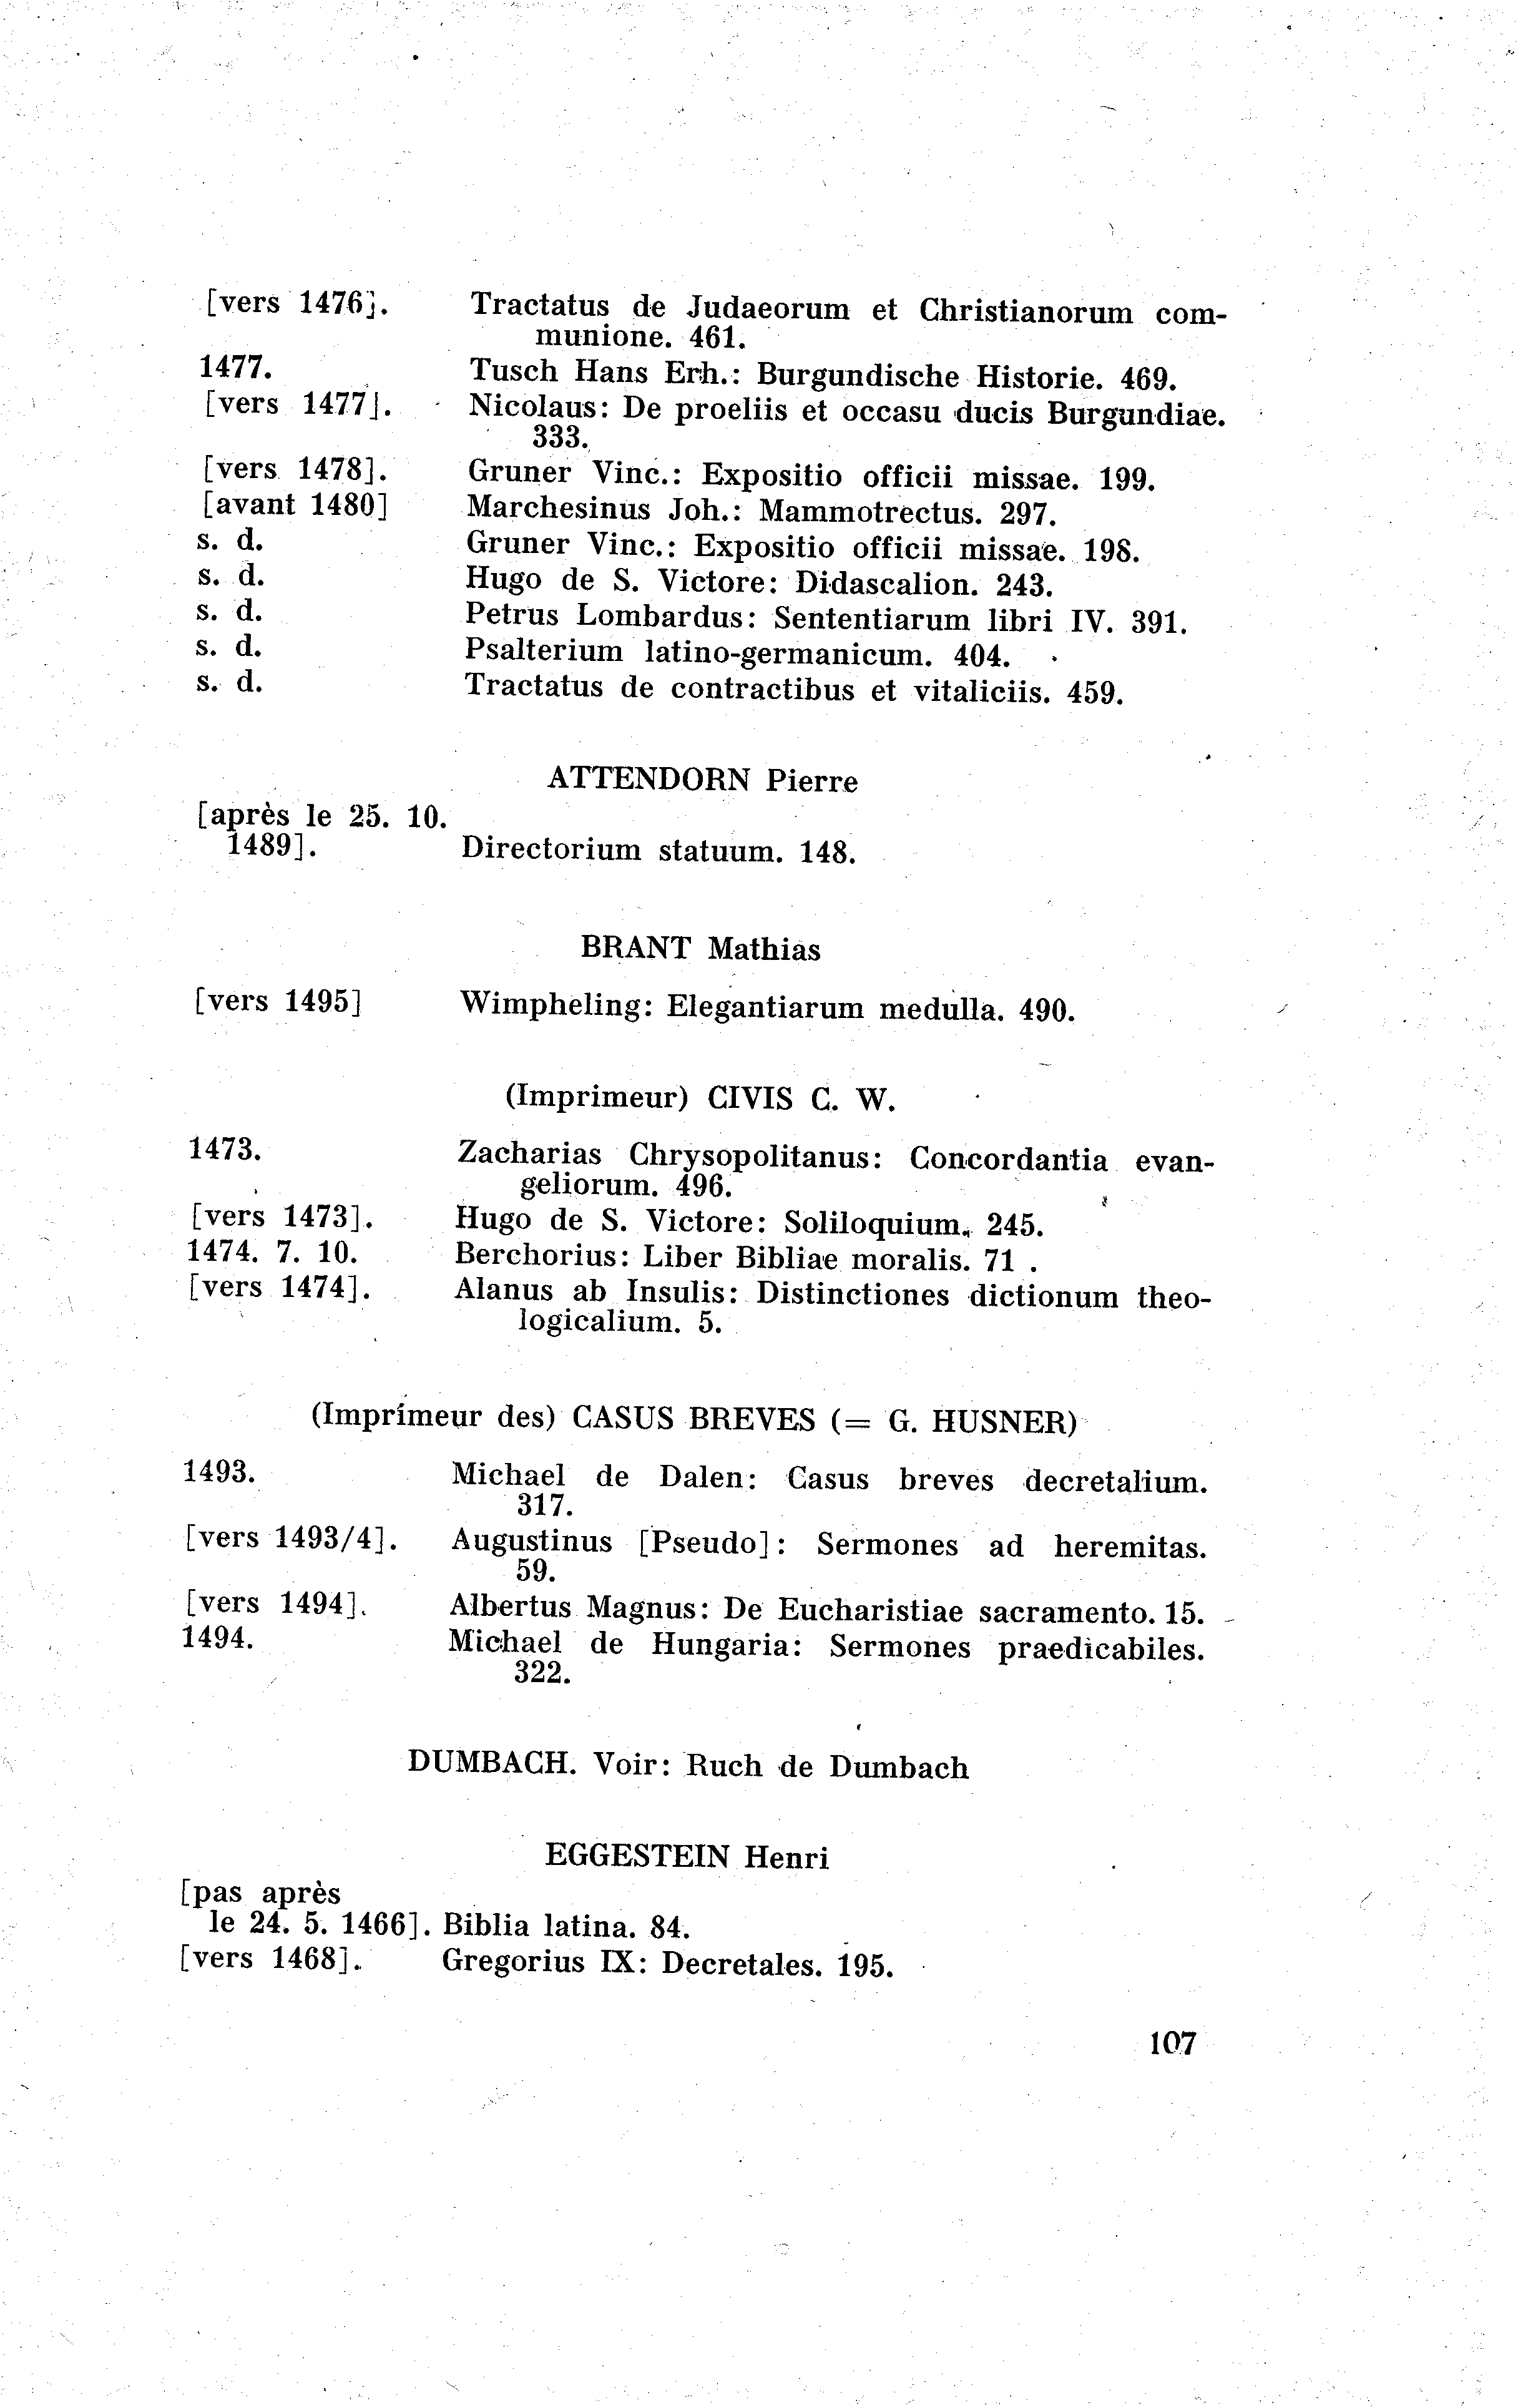 [vers 1476]. Tractatus de Judaeorum et Christianorum com-
munione. 461.
1477. Tusch Hans Erh.: Burgundische Historie. 469.
[vers 1477]. Nicolaus: De proeliis et occasu ducis Burgundiae.
333.
[vers 1478]. Gruner Vinc.: Expositio officii missae. 199.
[avant 1480] Marchesinus Joh.: Mammotrectus. 297.
s. d. Gruner Vinc.: Expositio officii missae. 198.
s. d. Hugo de S. Victore: Didascalion. 243.
s. d. Petrus Lombardus: Sententiarum libri IV. 391.
s. d. Psalterium latino-germanicum. 404.
s. d. Tractatus de contractibus et vitaliciis. 459.
ATTENDORN Pierre
[après le 25. 10.
1489]. Directorium statuum. 148.
BRANT Mathias
[vers 1495] Wimpheling: Elegantiarum medulla. 490.
(Imprimeur) CIVIS C. W.
1473. Zacharias Chrysopolitanus: Concordantia evan-
geliorum. 496.
[vers 1473]. Hugo de S. Victore: Soliloquium. 245.
1474. 7. 10. Berchorius: Liber Bibliae moralis. 71 .
[vers 1474]. Alanus ab Insulis: Distinctiones dictionum theo-
logicalium. 5.
(Imprimeur des) CASUS BREVES (= G. HUSNER)
1493. Michael de Dalen: Casus breves decretalium.
317.
[vers 1493/4]. Augustinus [Pseudo]: Sermones ad heremitas.
59.
[vers 1494]. Albertus Magnus: De Eucharistiae sacramento. 15.
1494. Michael de Hungaria: Sermones praedicabiles.
322.
DUMBACH. Voir: Ruch de Dumbach
EGGESTEIN Henri
[pas après
le 24. 5. 1466]. Biblia latina. 84.
[vers 1468]. Gregorius IX: Decretales. 195.
107